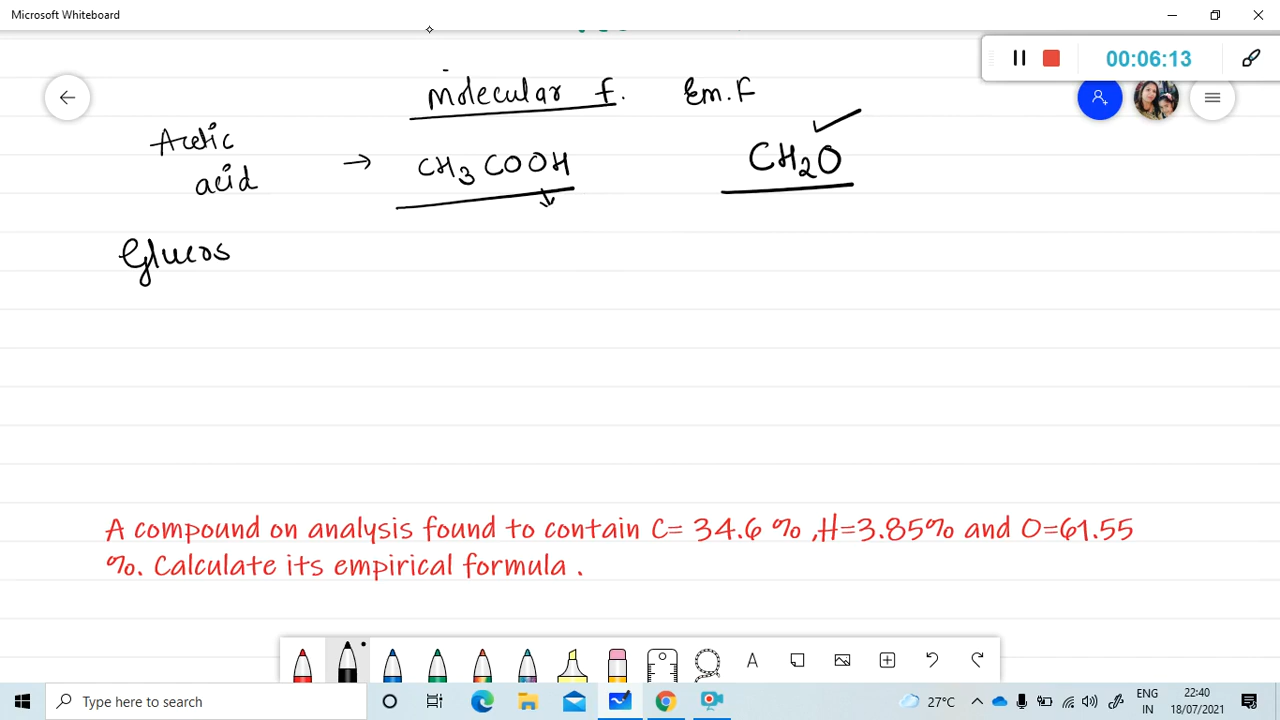 Microsoft Whiteboard
00:06:13
molecular f. Em.F
Acetic acid → CH3COOH CH2O
Glucos
A compound on analysis found to contain C= 34.6 % ,H=3.85% and O=61.55
%. Calculate its empirical formula .
A
Type here to search
27°C
ENG
IN
22:40
18/07/2021